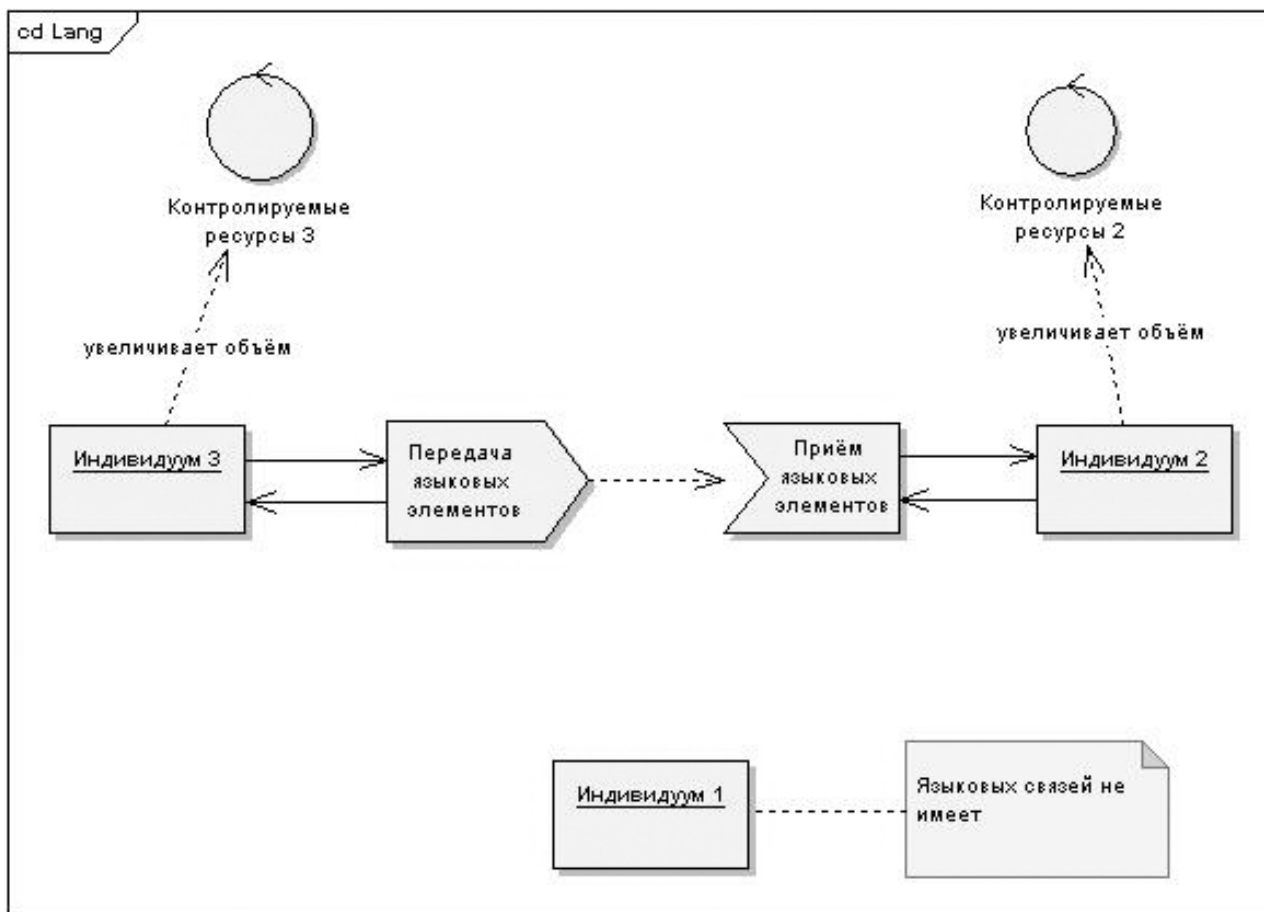 cd Lang
Контролируемые
ресурсы 3
Контролируемые
ресурсы 2
увеличивает объём
увеличивает объём
Индивидуум 3
Передача
языковых
элементов
Приём
языковых
элементов
Индивидуум 2
Индивидуум 1
Языковых связей не
имеет